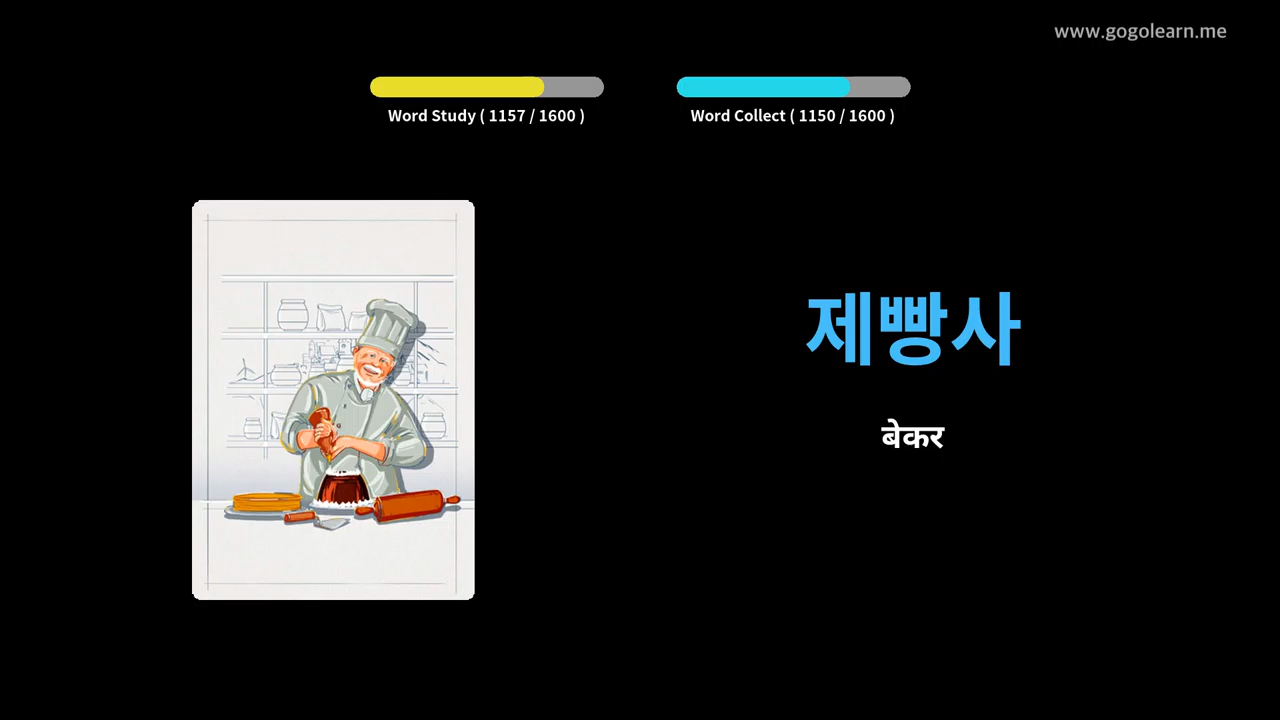 www.gogolearn.me
Word Study ( 1157 / 1600 )
Word Collect ( 1150 / 1600 )
제빵사
बेकर